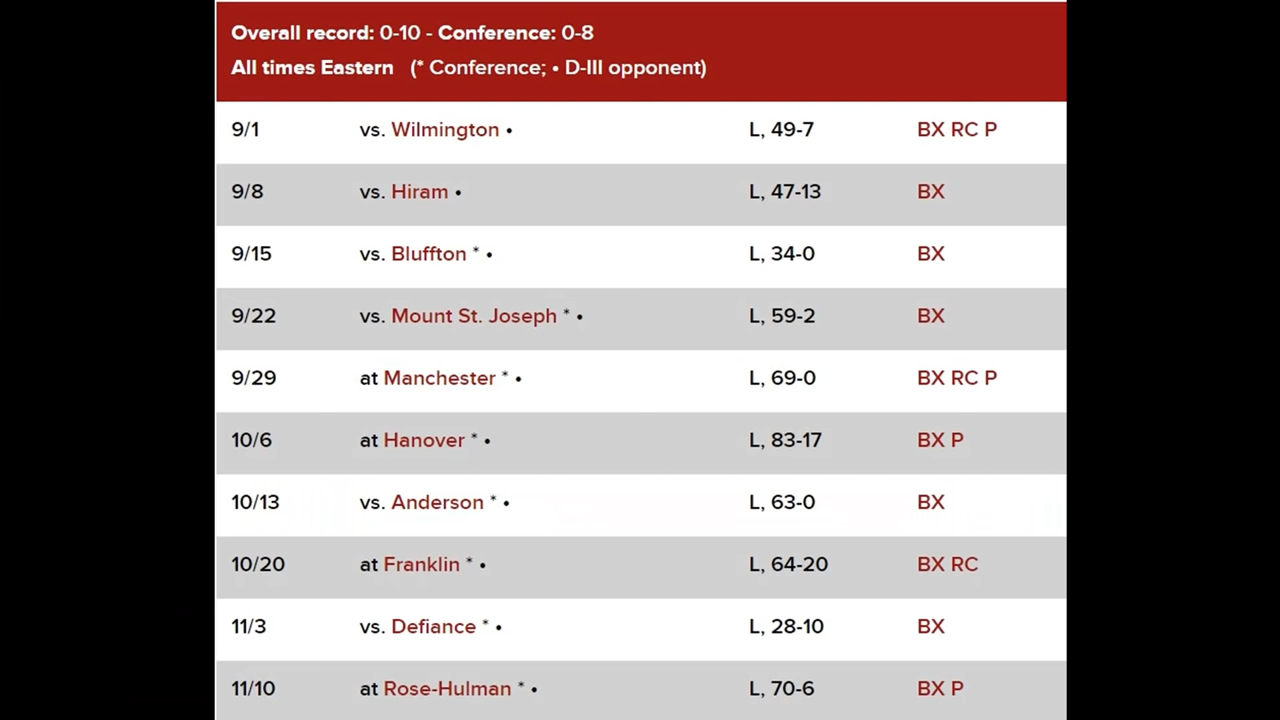 Overall record: 0-10 - Conference: 0-8
All times Eastern (* Conference; • D-III opponent)
9/1 vs. Wilmington • L, 49-7 BX RC P
9/8 vs. Hiram • L, 47-13 BX
9/15 vs. Bluffton * • L, 34-0 BX
9/22 vs. Mount St. Joseph * • L, 59-2 BX
9/29 at Manchester * • L, 69-0 BX RC P
10/6 at Hanover * • L, 83-17 BX P
10/13 vs. Anderson * • L, 63-0 BX
10/20 at Franklin * • L, 64-20 BX RC
11/3 vs. Defiance * • L, 28-10 BX
11/10 at Rose-Hulman * • L, 70-6 BX P